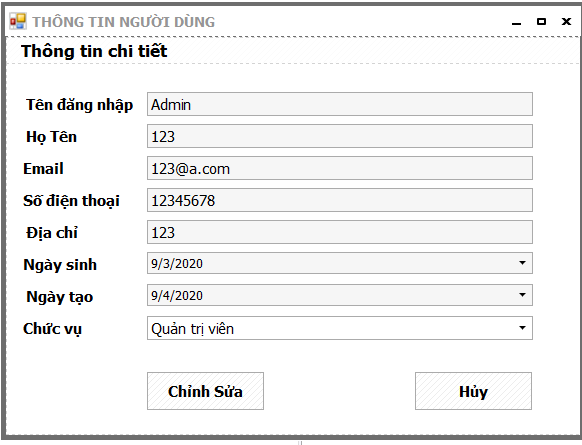 THÔNG TIN NGƯỜI DÙNG
Thông tin chi tiết
Tên đăng nhập Admin
Họ Tên 123
Email 123@a.com
Số điện thoại 12345678
Địa chỉ 123
Ngày sinh 9/3/2020
Ngày tạo 9/4/2020
Chức vụ Quản trị viên
Chỉnh Sửa Hủy